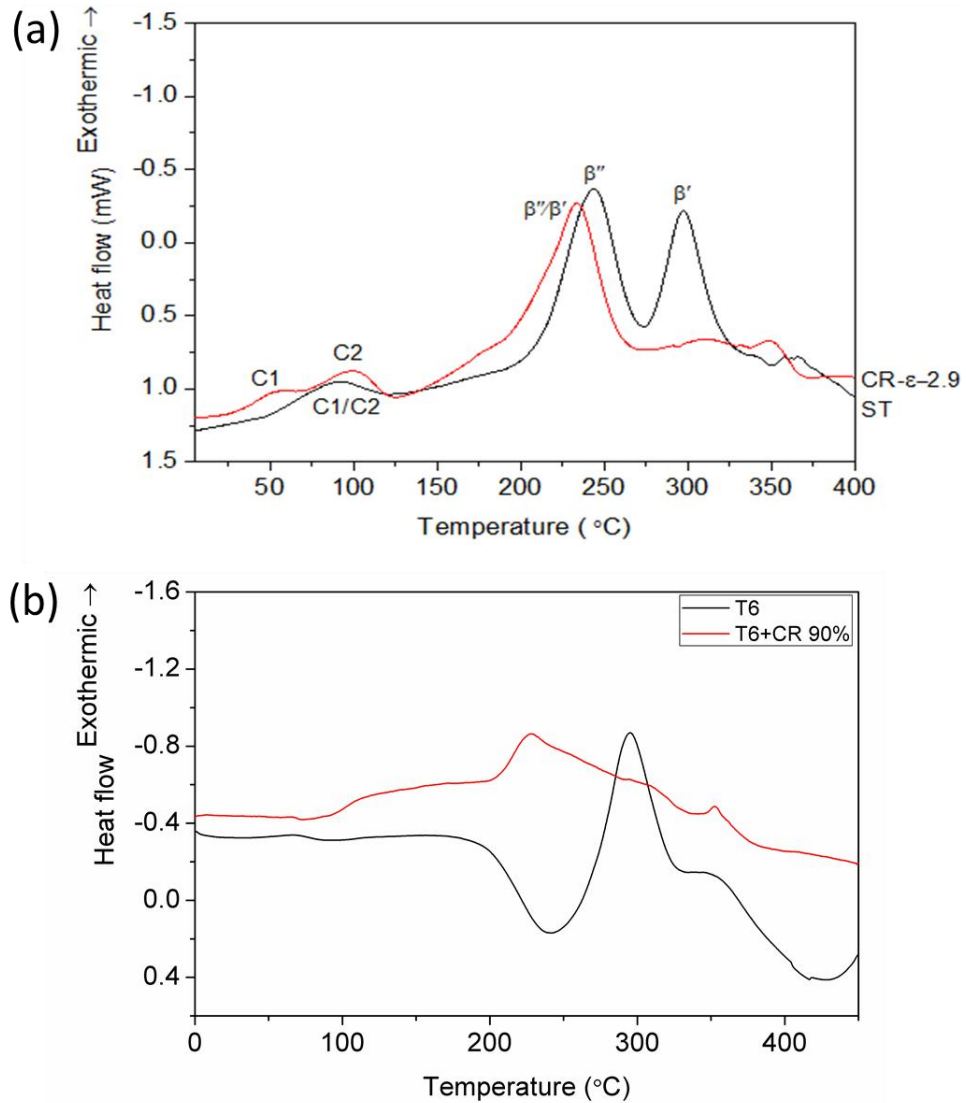 (a)
Heat flow (mW) Exothermic →
-1.5
-1.0
-0.5
0.0
0.5
1.0
1.5
C1
C2
C1/C2
β″/β′
β″
β′
CR-ε–2.9
ST
50 100 150 200 250 300 350 400
Temperature ( °C)
(b)
Heat flow Exothermic →
-1.6
-1.2
-0.8
-0.4
0.0
0.4
T6
T6+CR 90%
0 100 200 300 400
Temperature (°C)